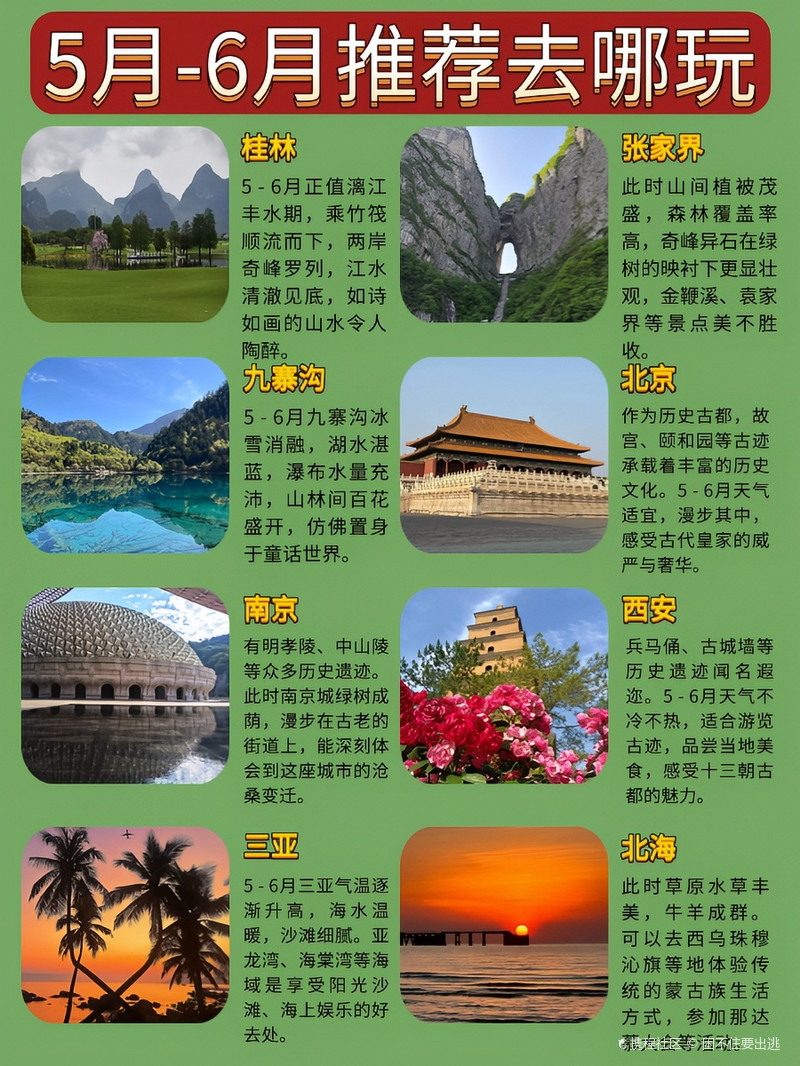 5月-6月推荐去哪玩
桂林
5-6月正值漓江
丰水期，乘竹筏
顺流而下，两岸
奇峰罗列，江水
清澈见底，如诗
如画的山水令人
陶醉。
张家界
此时山间植被茂
盛，森林覆盖率
高，奇峰异石在绿
树的映衬下更显壮
观，金鞭溪、袁家
界等景点美不胜
收。
九寨沟
5-6月九寨沟冰
雪消融，湖水湛
蓝，瀑布水量充
沛，山林间百花
盛开，仿佛置身
于童话世界。
北京
作为历史古都，故
宫、颐和园等古迹
承载着丰富的历史
文化。5-6月天气
适宜，漫步其中，
感受古代皇家的威
严与奢华。
南京
有明孝陵、中山陵
等众多历史遗迹。
此时南京城绿树成
荫，漫步在古老的
街道上，能深刻体
会到这座城市的沧
桑变迁。
西安
兵马俑、古城墙等
历史遗迹闻名遐
迩。5-6月天气不
冷不热，适合游览
古迹，品尝当地美
食，感受十三朝古
都的魅力。
三亚
5-6月三亚气温逐
渐升高，海水温
暖，沙滩细腻。亚
龙湾、海棠湾等海
域是享受阳光沙
滩、海上娱乐的好
去处。
北海
此时草原水草丰
美，牛羊成群。
可以去西乌珠穆
沁旗等地体验传
统的蒙古族生活
方式，参加那达
慕大会等活动。
携程社区 @ 困不住要出逃